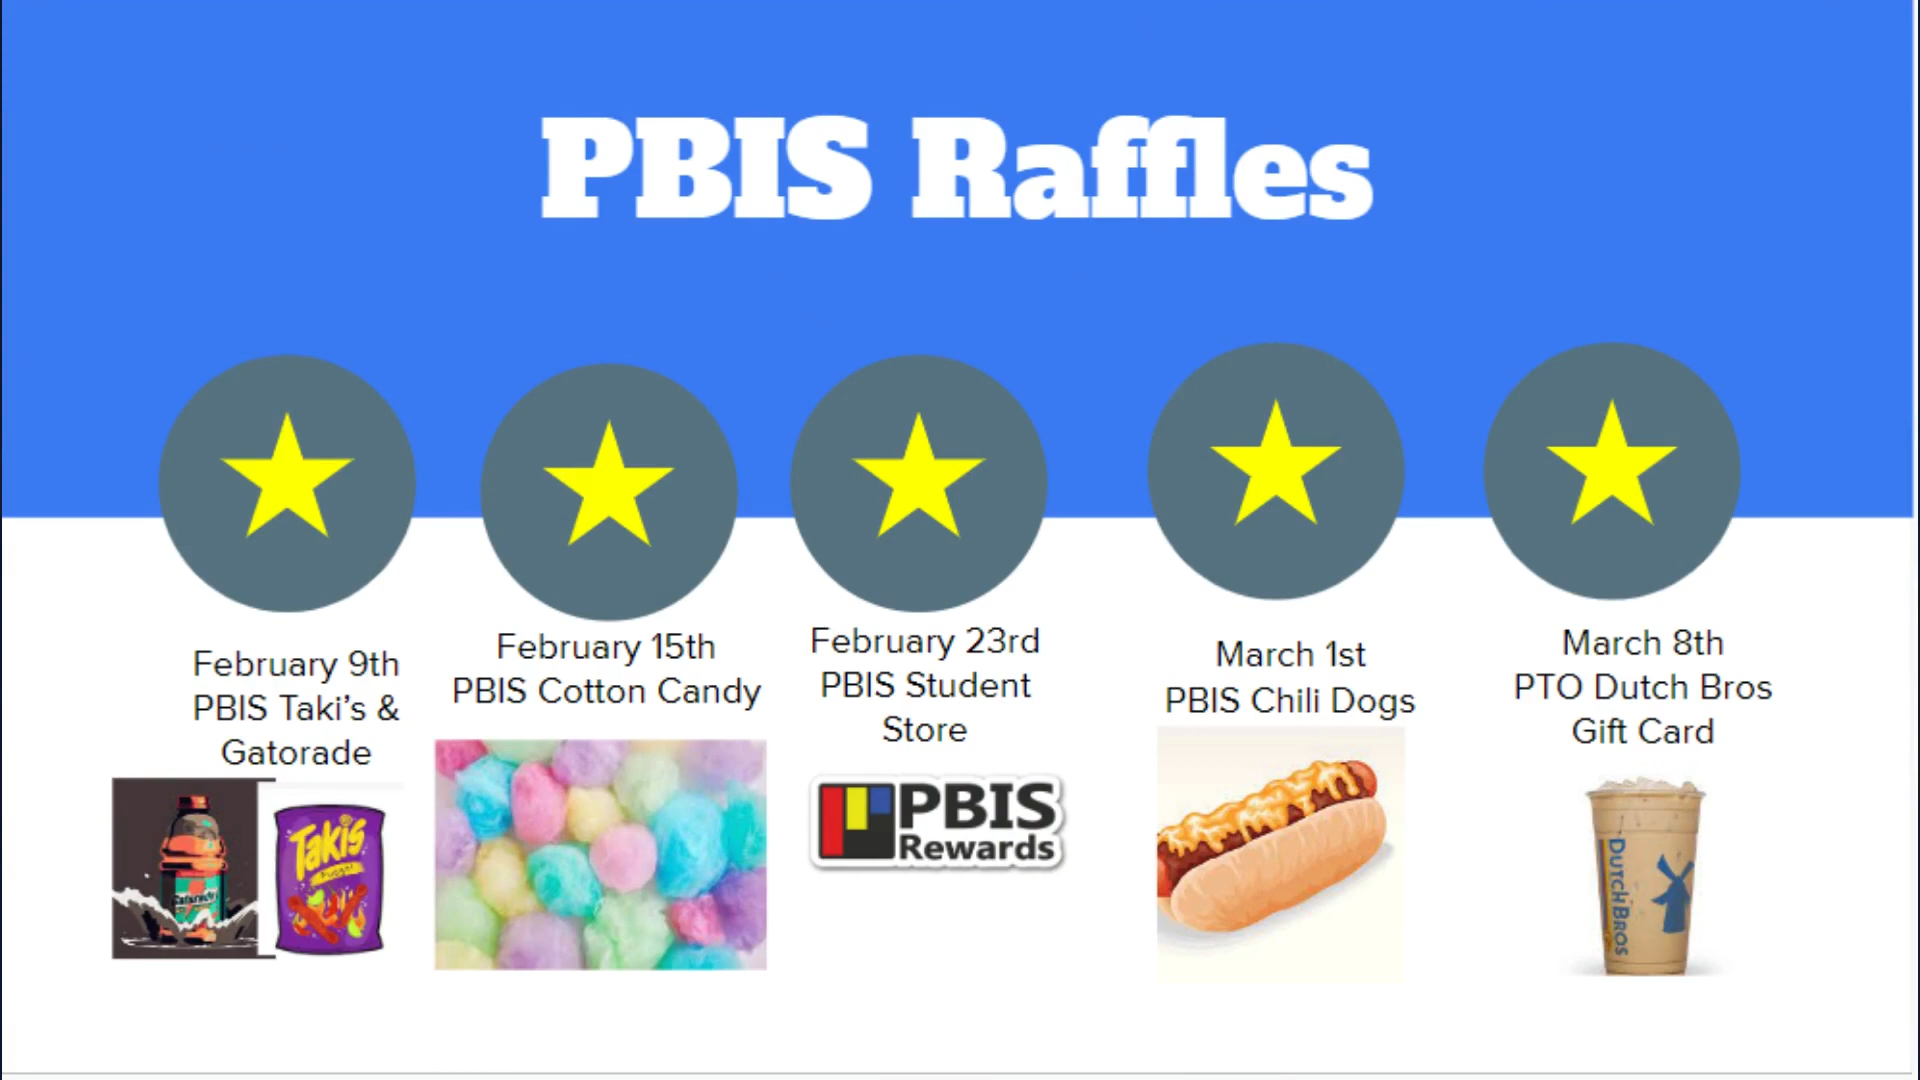 PBIS Raffles
February 9th
PBIS Taki's &
Gatorade
February 15th
PBIS Cotton Candy
February 23rd
PBIS Student
Store
March 1st
PBIS Chili Dogs
March 8th
PTO Dutch Bros
Gift Card
Takis
PBIS
Rewards
DUTCH BROS